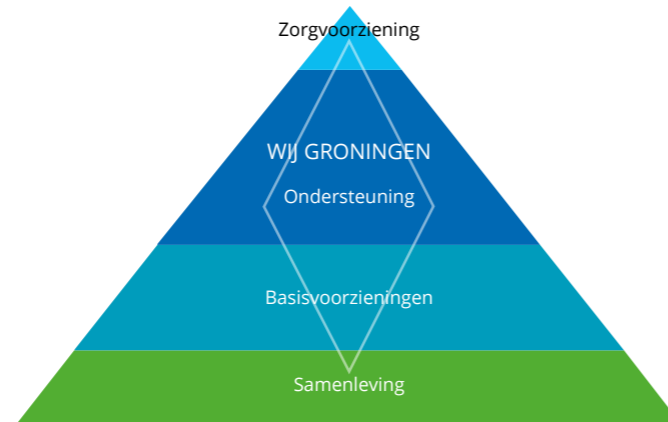 Zorgvoorziening
WIJ GRONINGEN
Ondersteuning
Basisvoorzieningen
Samenleving